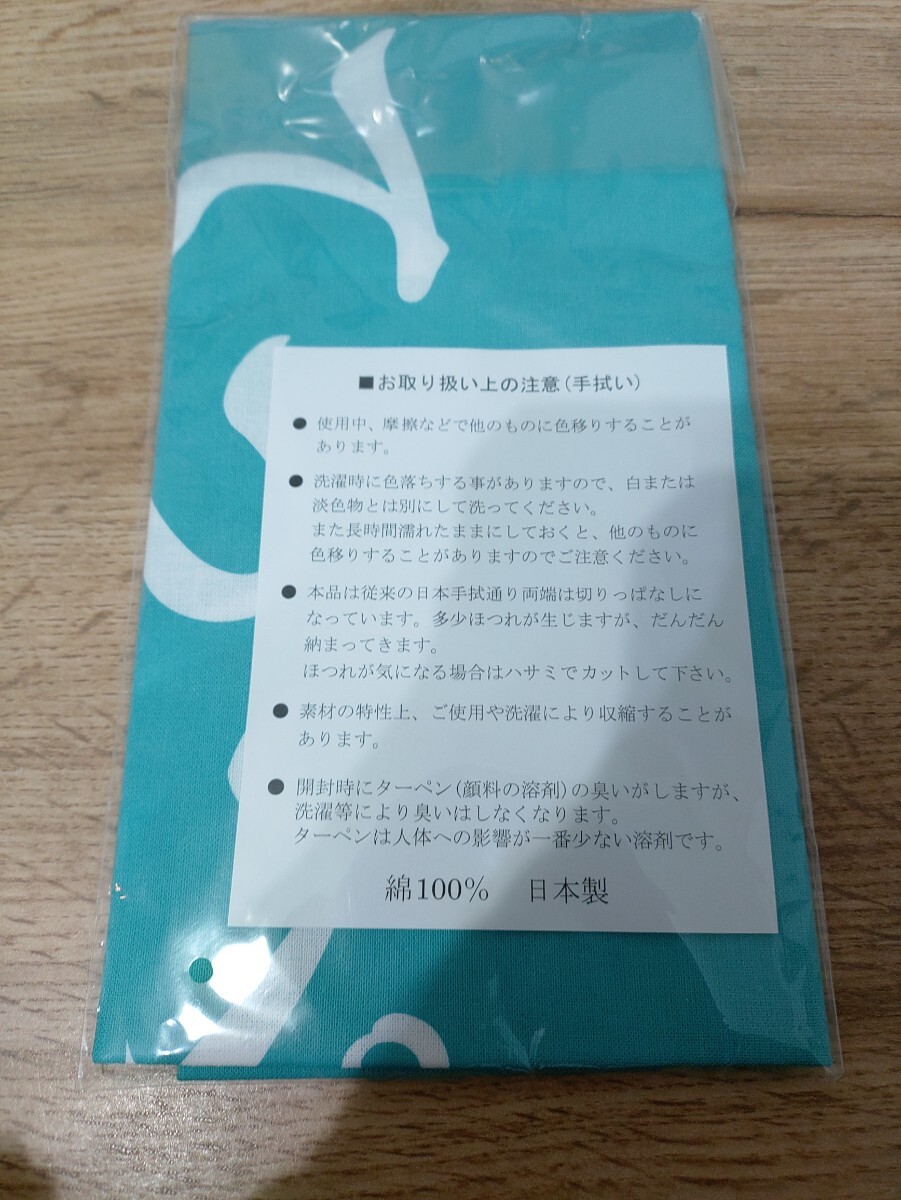 ■お取り扱い上の注意(手拭い)
● 使用中、摩擦などで他のものに色移りすることが
あります。
● 洗濯時に色落ちする事がありますので、白または
淡色物とは別にして洗ってください。
また長時間濡れたままにしておくと、他のものに
色移りすることがありますのでご注意ください。
● 本品は従来の日本手拭通り両端は切りっぱなしに
なっています。多少ほつれが生じますが、だんだん
納まってきます。
ほつれが気になる場合はハサミでカットして下さい。
● 素材の特性上、ご使用や洗濯により収縮することが
あります。
● 開封時にターペン(顔料の溶剤)の臭いがしますが、
洗濯等により臭いはしなくなります。
ターペンは人体への影響が一番少ない溶剤です。
綿100% 日本製